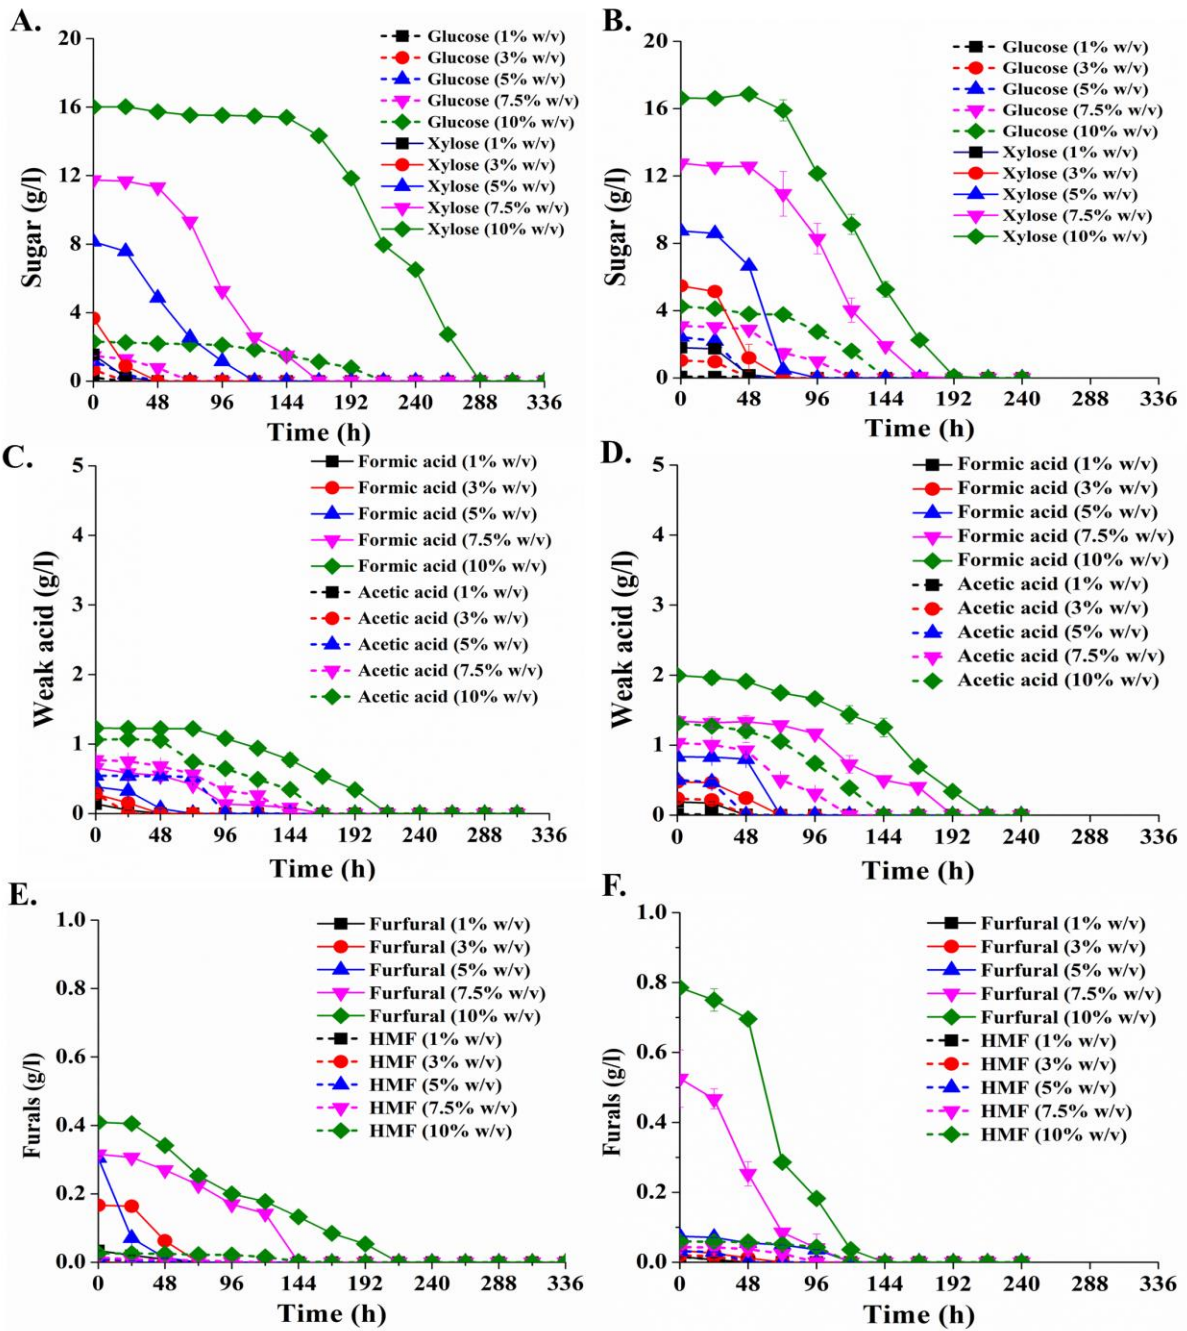 A.
20
16
12
8
4
0
Sugar (g/l)
0 48 96 144 192 240 288 336
Time (h)
Glucose (1% w/v)
Glucose (3% w/v)
Glucose (5% w/v)
Glucose (7.5% w/v)
Glucose (10% w/v)
Xylose (1% w/v)
Xylose (3% w/v)
Xylose (5% w/v)
Xylose (7.5% w/v)
Xylose (10% w/v)
B.
20
16
12
8
4
0
Sugar (g/l)
0 48 96 144 192 240 288 336
Time (h)
Glucose (1% w/v)
Glucose (3% w/v)
Glucose (5% w/v)
Glucose (7.5% w/v)
Glucose (10% w/v)
Xylose (1% w/v)
Xylose (3% w/v)
Xylose (5% w/v)
Xylose (7.5% w/v)
Xylose (10% w/v)
C.
5
4
3
2
1
0
Weak acid (g/l)
0 48 96 144 192 240 288 336
Time (h)
Formic acid (1% w/v)
Formic acid (3% w/v)
Formic acid (5% w/v)
Formic acid (7.5% w/v)
Formic acid (10% w/v)
Acetic acid (1% w/v)
Acetic acid (3% w/v)
Acetic acid (5% w/v)
Acetic acid (7.5% w/v)
Acetic acid (10% w/v)
D.
5
4
3
2
1
0
Weak acid (g/l)
0 48 96 144 192 240 288 336
Time (h)
Formic acid (1% w/v)
Formic acid (3% w/v)
Formic acid (5% w/v)
Formic acid (7.5% w/v)
Formic acid (10% w/v)
Acetic acid (1% w/v)
Acetic acid (3% w/v)
Acetic acid (5% w/v)
Acetic acid (7.5% w/v)
Acetic acid (10% w/v)
E.
1.0
0.8
0.6
0.4
0.2
0.0
Furals (g/l)
0 48 96 144 192 240 288 336
Time (h)
Furfural (1% w/v)
Furfural (3% w/v)
Furfural (5% w/v)
Furfural (7.5% w/v)
Furfural (10% w/v)
HMF (1% w/v)
HMF (3% w/v)
HMF (5% w/v)
HMF (7.5% w/v)
HMF (10% w/v)
F.
1.0
0.8
0.6
0.4
0.2
0.0
Furals (g/l)
0 48 96 144 192 240 288 336
Time (h)
Furfural (1% w/v)
Furfural (3% w/v)
Furfural (5% w/v)
Furfural (7.5% w/v)
Furfural (10% w/v)
HMF (1% w/v)
HMF (3% w/v)
HMF (5% w/v)
HMF (7.5% w/v)
HMF (10% w/v)